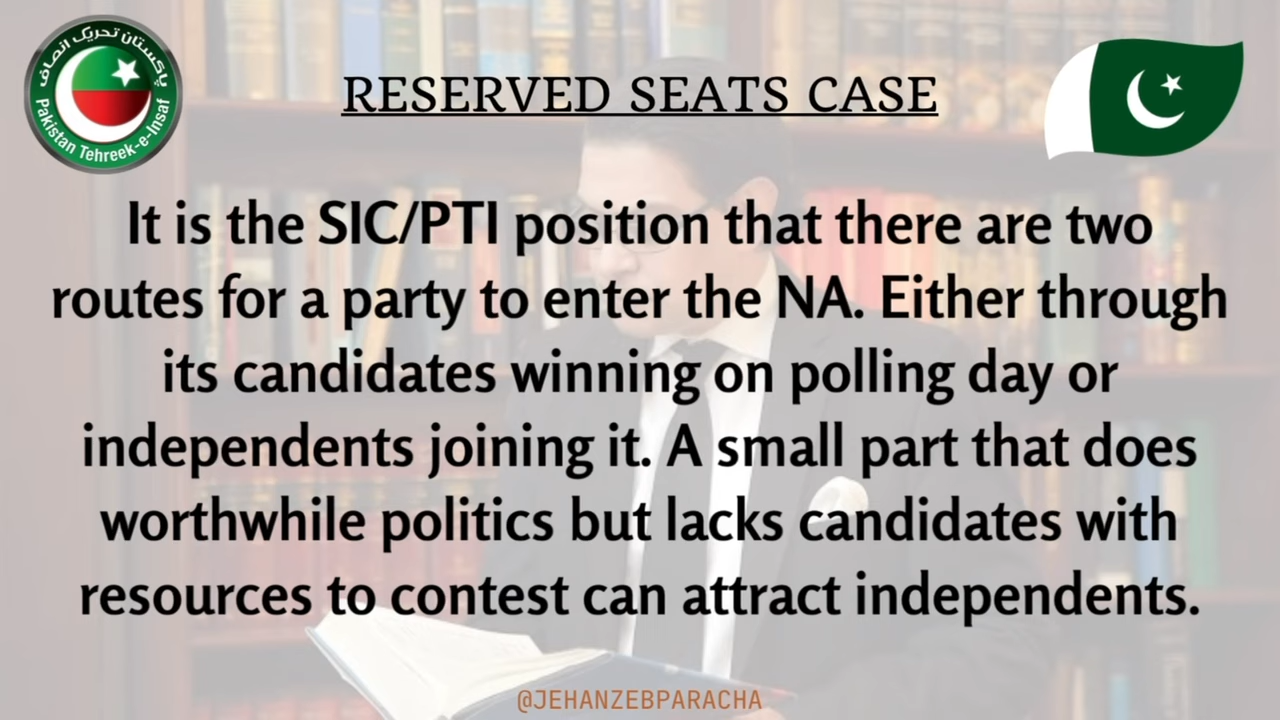 پاکستان تحریک انصاف
Pakistan Tehreek-e-Insaf
RESERVED SEATS CASE
It is the SIC/PTI position that there are two
routes for a party to enter the NA. Either through
its candidates winning on polling day or
independents joining it. A small part that does
worthwhile politics but lacks candidates with
resources to contest can attract independents.
@JEHANZEBPARACHA